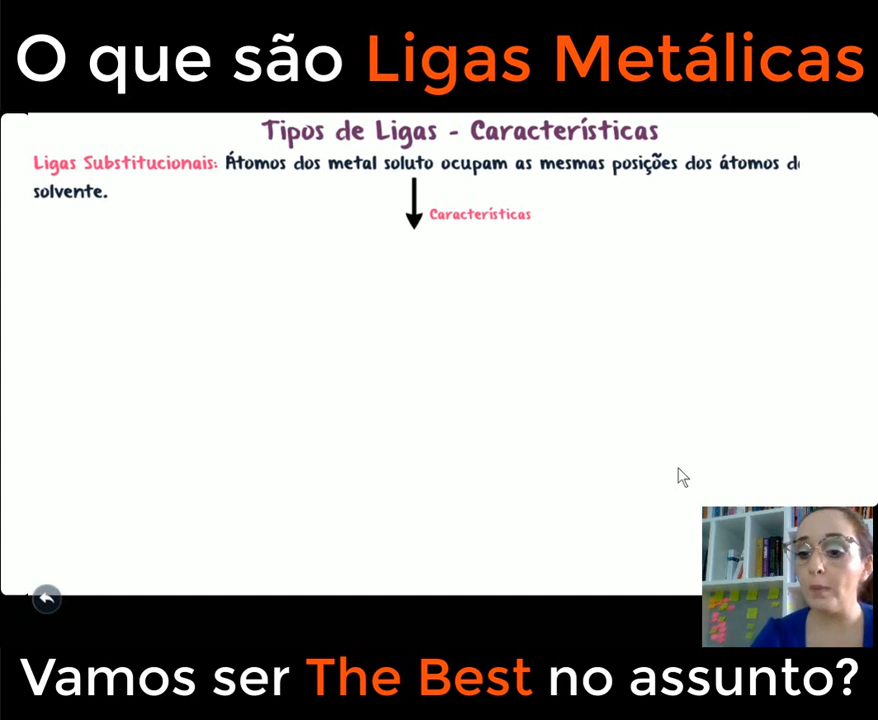 O que são Ligas Metálicas
Tipos de Ligas - Características
Ligas Substitucionais: Átomos dos metal soluto ocupam as mesmas posições dos átomos
solvente.
Características
Vamos ser The Best no assunto?